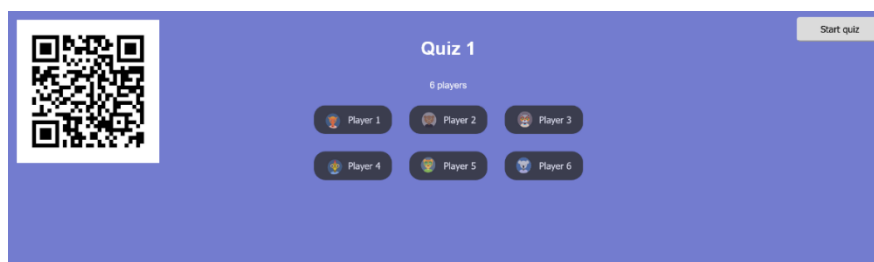 Start quiz
Quiz 1
6 players
Player 1
Player 2
Player 3
Player 4
Player 5
Player 6